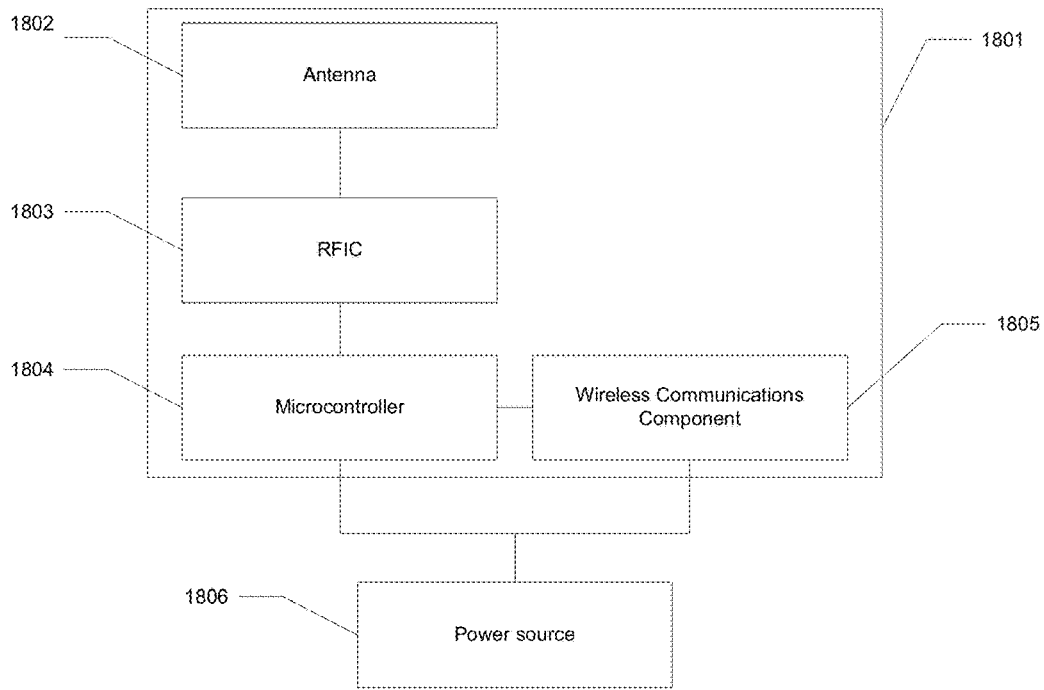 1802
Antenna
1801
1803
RFIC
1805
1804
Microcontroller
Wireless Communications
Component
1806
Power source